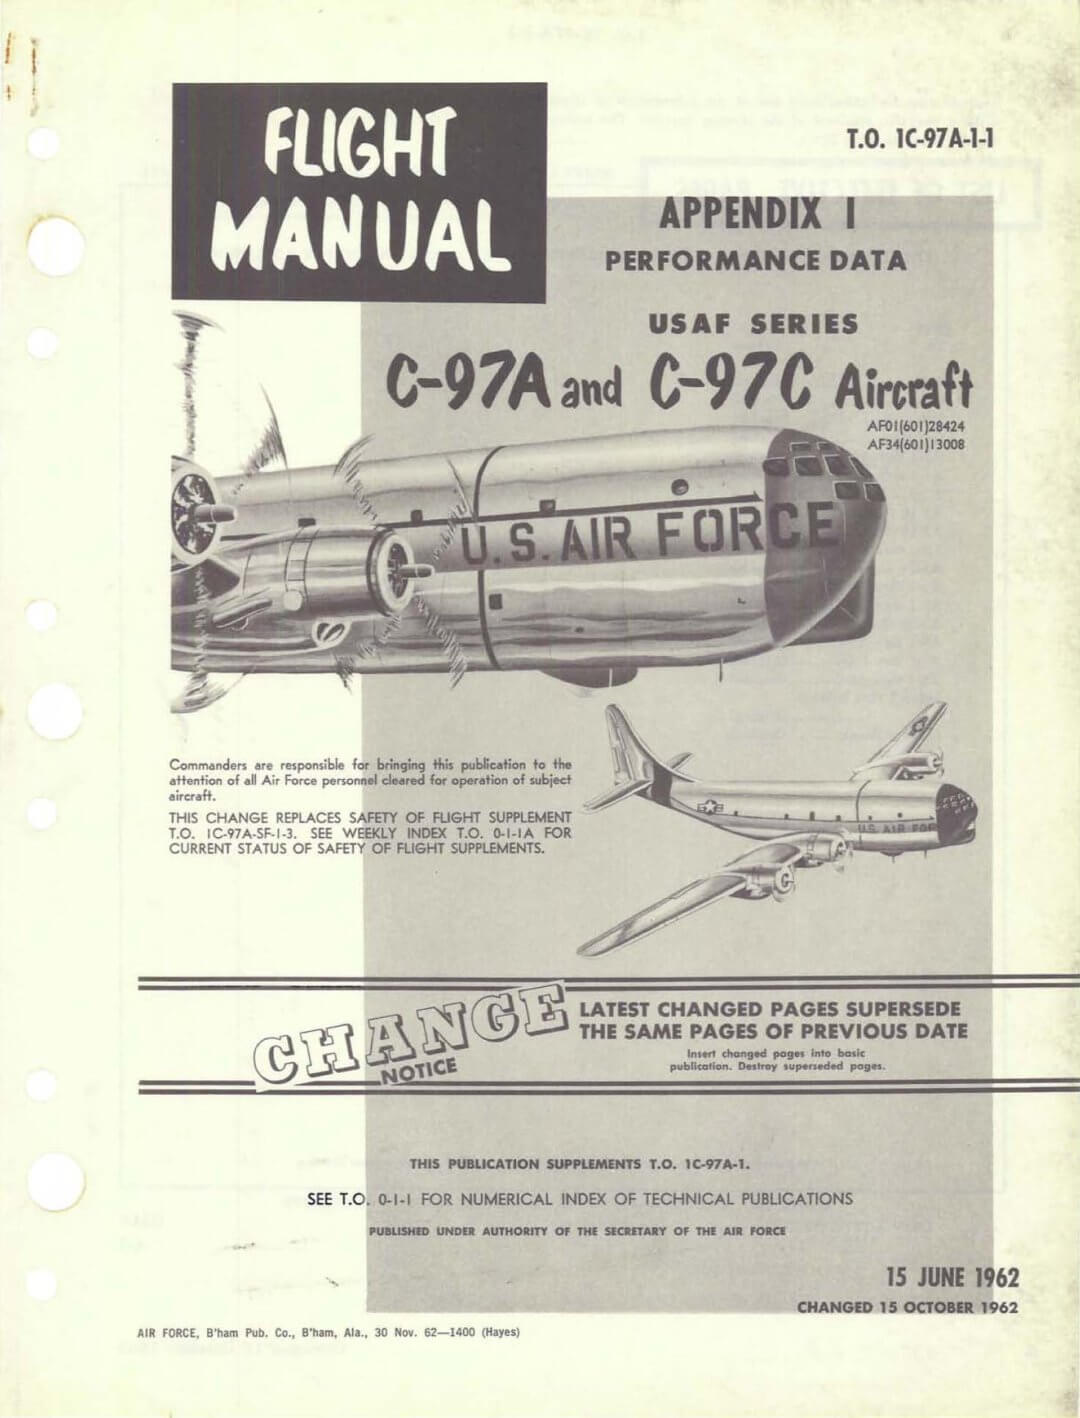 FLIGHT
MANUAL
T.O. 1C-97A-1-1
APPENDIX I
PERFORMANCE DATA
USAF SERIES
C-97A and C-97C Aircraft
AF01(601)28424
AF34(601)13008
U.S. AIR FORCE
Commanders are responsible for bringing this publication to the
attention of all Air Force personnel cleared for operation of subject
aircraft.
THIS CHANGE REPLACES SAFETY OF FLIGHT SUPPLEMENT
T.O. 1C-97A-SF-1-3. SEE WEEKLY INDEX T.O. 0-1-1A FOR
CURRENT STATUS OF SAFETY OF FLIGHT SUPPLEMENTS.
U.S. AIR FOR
CHANGE
NOTICE
LATEST CHANGED PAGES SUPERSEDE
THE SAME PAGES OF PREVIOUS DATE
Insert changed pages into basic
publication. Destroy superseded pages.
THIS PUBLICATION SUPPLEMENTS T.O. 1C-97A-1.
SEE T.O. 0-1-1 FOR NUMERICAL INDEX OF TECHNICAL PUBLICATIONS
PUBLISHED UNDER AUTHORITY OF THE SECRETARY OF THE AIR FORCE
15 JUNE 1962
CHANGED 15 OCTOBER 1962
AIR FORCE, B'ham Pub. Co., B'ham, Ala., 30 Nov. 62—1400 (Hayes)